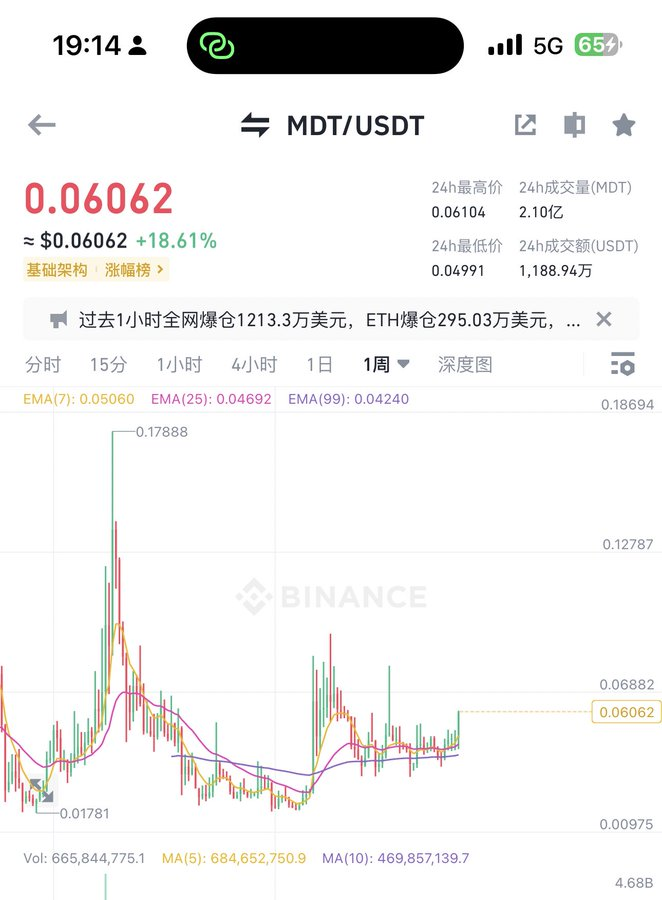 19:14
5G 65
MDT/USDT
0.06062
≈ $0.06062 +18.61%
基础架构 涨幅榜 >
24h最高价 24h成交量(MDT)
0.06104 2.10亿
24h最低价 24h成交额(USDT)
0.04991 1,188.94万
过去1小时全网爆仓1213.3万美元，ETH爆仓295.03万美元，...
分时 15分 1小时 4小时 1日 1周 深度图
EMA(7): 0.05060 EMA(25): 0.04692 EMA(99): 0.04240
0.18694
0.17888
0.12787
BINANCE
0.06882
0.06062
0.01781
0.00975
Vol: 665,844,775.1 MA(5): 684,652,750.9 MA(10): 469,857,139.7
4.68B